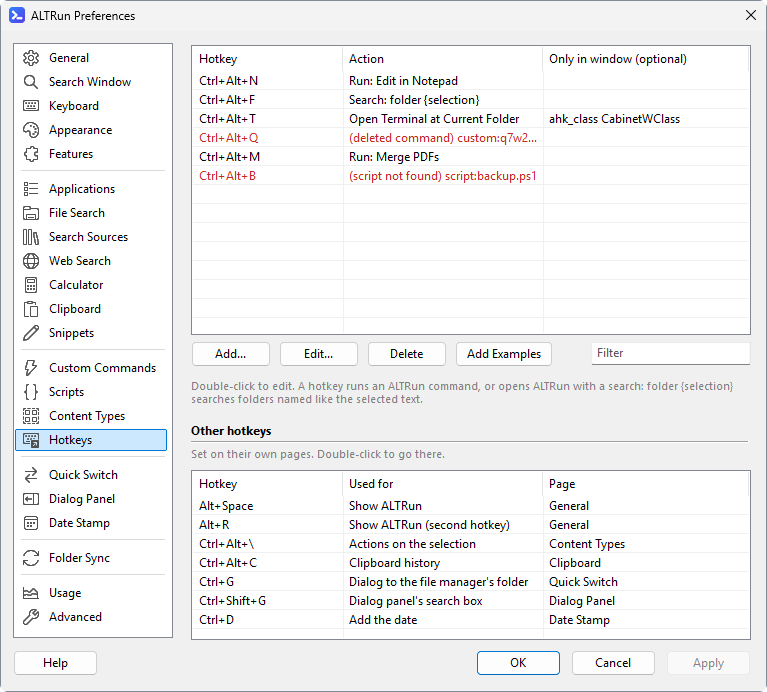 ALTRun Preferences
General
Search Window
Keyboard
Appearance
Features
Applications
File Search
Search Sources
Web Search
Calculator
Clipboard
Snippets
Custom Commands
Scripts
Content Types
Hotkeys
Quick Switch
Dialog Panel
Date Stamp
Folder Sync
Usage
Advanced
Hotkey Action Only in window (optional)
Ctrl+Alt+N Run: Edit in Notepad
Ctrl+Alt+F Search: folder {selection}
Ctrl+Alt+T Open Terminal at Current Folder ahk_class CabinetWClass
Ctrl+Alt+Q (deleted command) custom:q7w2...
Ctrl+Alt+M Run: Merge PDFs
Ctrl+Alt+B (script not found) script:backup.ps1
Add... Edit... Delete Add Examples Filter
Double-click to edit. A hotkey runs an ALTRun command, or opens ALTRun with a search: folder {selection}
searches folders named like the selected text.
Other hotkeys
Set on their own pages. Double-click to go there.
Hotkey Used for Page
Alt+Space Show ALTRun General
Alt+R Show ALTRun (second hotkey) General
Ctrl+Alt+\ Actions on the selection Content Types
Ctrl+Alt+C Clipboard history Clipboard
Ctrl+G Dialog to the file manager's folder Quick Switch
Ctrl+Shift+G Dialog panel's search box Dialog Panel
Ctrl+D Add the date Date Stamp
Help OK Cancel Apply